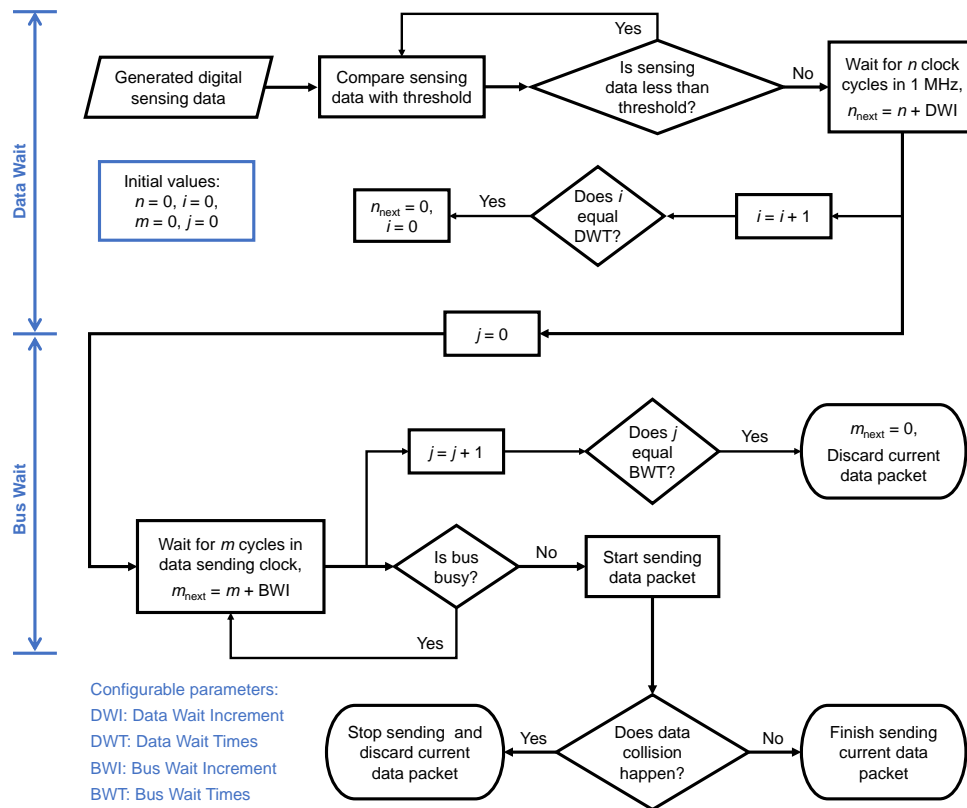 Yes
Generated digital
sensing data
Compare sensing
data with threshold
Is sensing
data less than
threshold?
No
Wait for n clock
cycles in 1 MHz,
nnext = n + DWI
Data Wait
Initial values:
n = 0, i = 0,
m = 0, j = 0
nnext = 0,
i = 0
Yes
Does i
equal
DWT?
i = i + 1
j = 0
Bus Wait
j = j + 1
Does j
equal
BWT?
Yes
mnext = 0,
Discard current
data packet
Wait for m cycles in
data sending clock,
mnext = m + BWI
Is bus
busy?
No
Start sending
data packet
Yes
Configurable parameters:
DWI: Data Wait Increment
DWT: Data Wait Times
BWI: Bus Wait Increment
BWT: Bus Wait Times
Stop sending and
discard current
data packet
Yes
Does data
collision
happen?
No
Finish sending
current data
packet